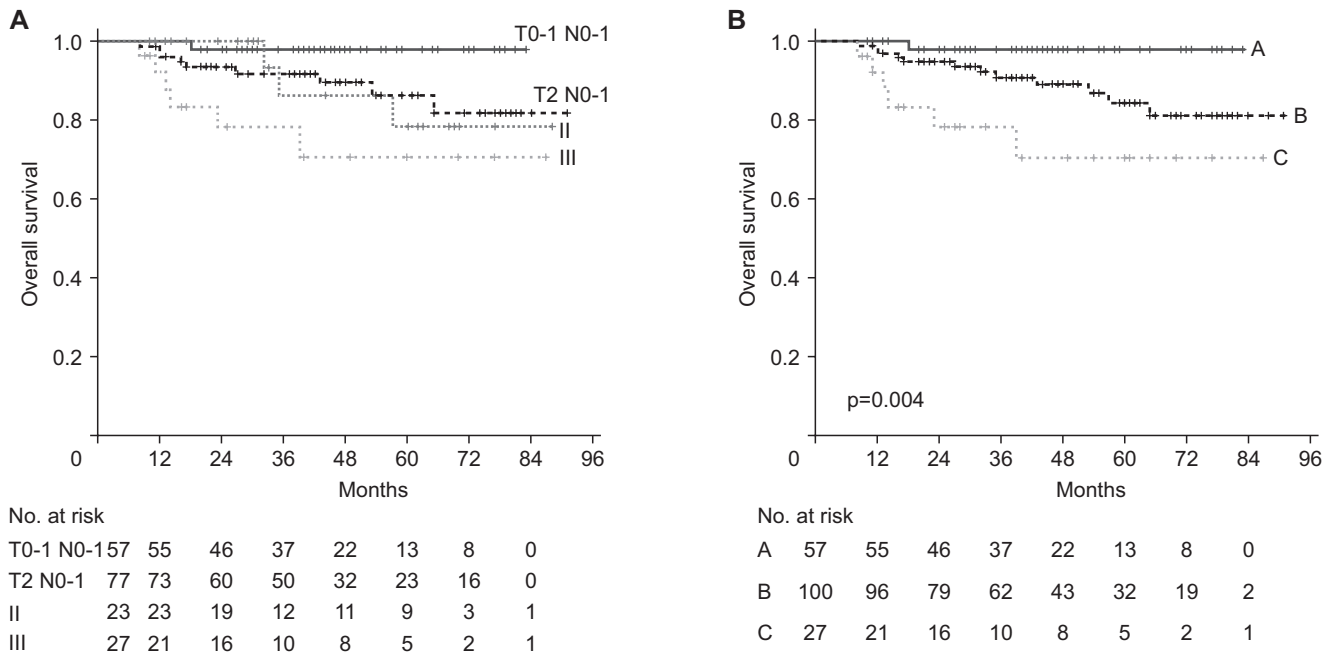 A
Overall survival
1.0
0.8
0.6
0.4
0.2
0 12 24 36 48 60 72 84 96
Months
T0-1 N0-1
T2 N0-1
II
III
No. at risk
T0-1 N0-1 57 55 46 37 22 13 8 0
T2 N0-1 77 73 60 50 32 23 16 0
II 23 23 19 12 11 9 3 1
III 27 21 16 10 8 5 2 1
B
Overall survival
1.0
0.8
0.6
0.4
0.2
0 12 24 36 48 60 72 84 96
Months
A
B
C
p=0.004
No. at risk
A 57 55 46 37 22 13 8 0
B 100 96 79 62 43 32 19 2
C 27 21 16 10 8 5 2 1